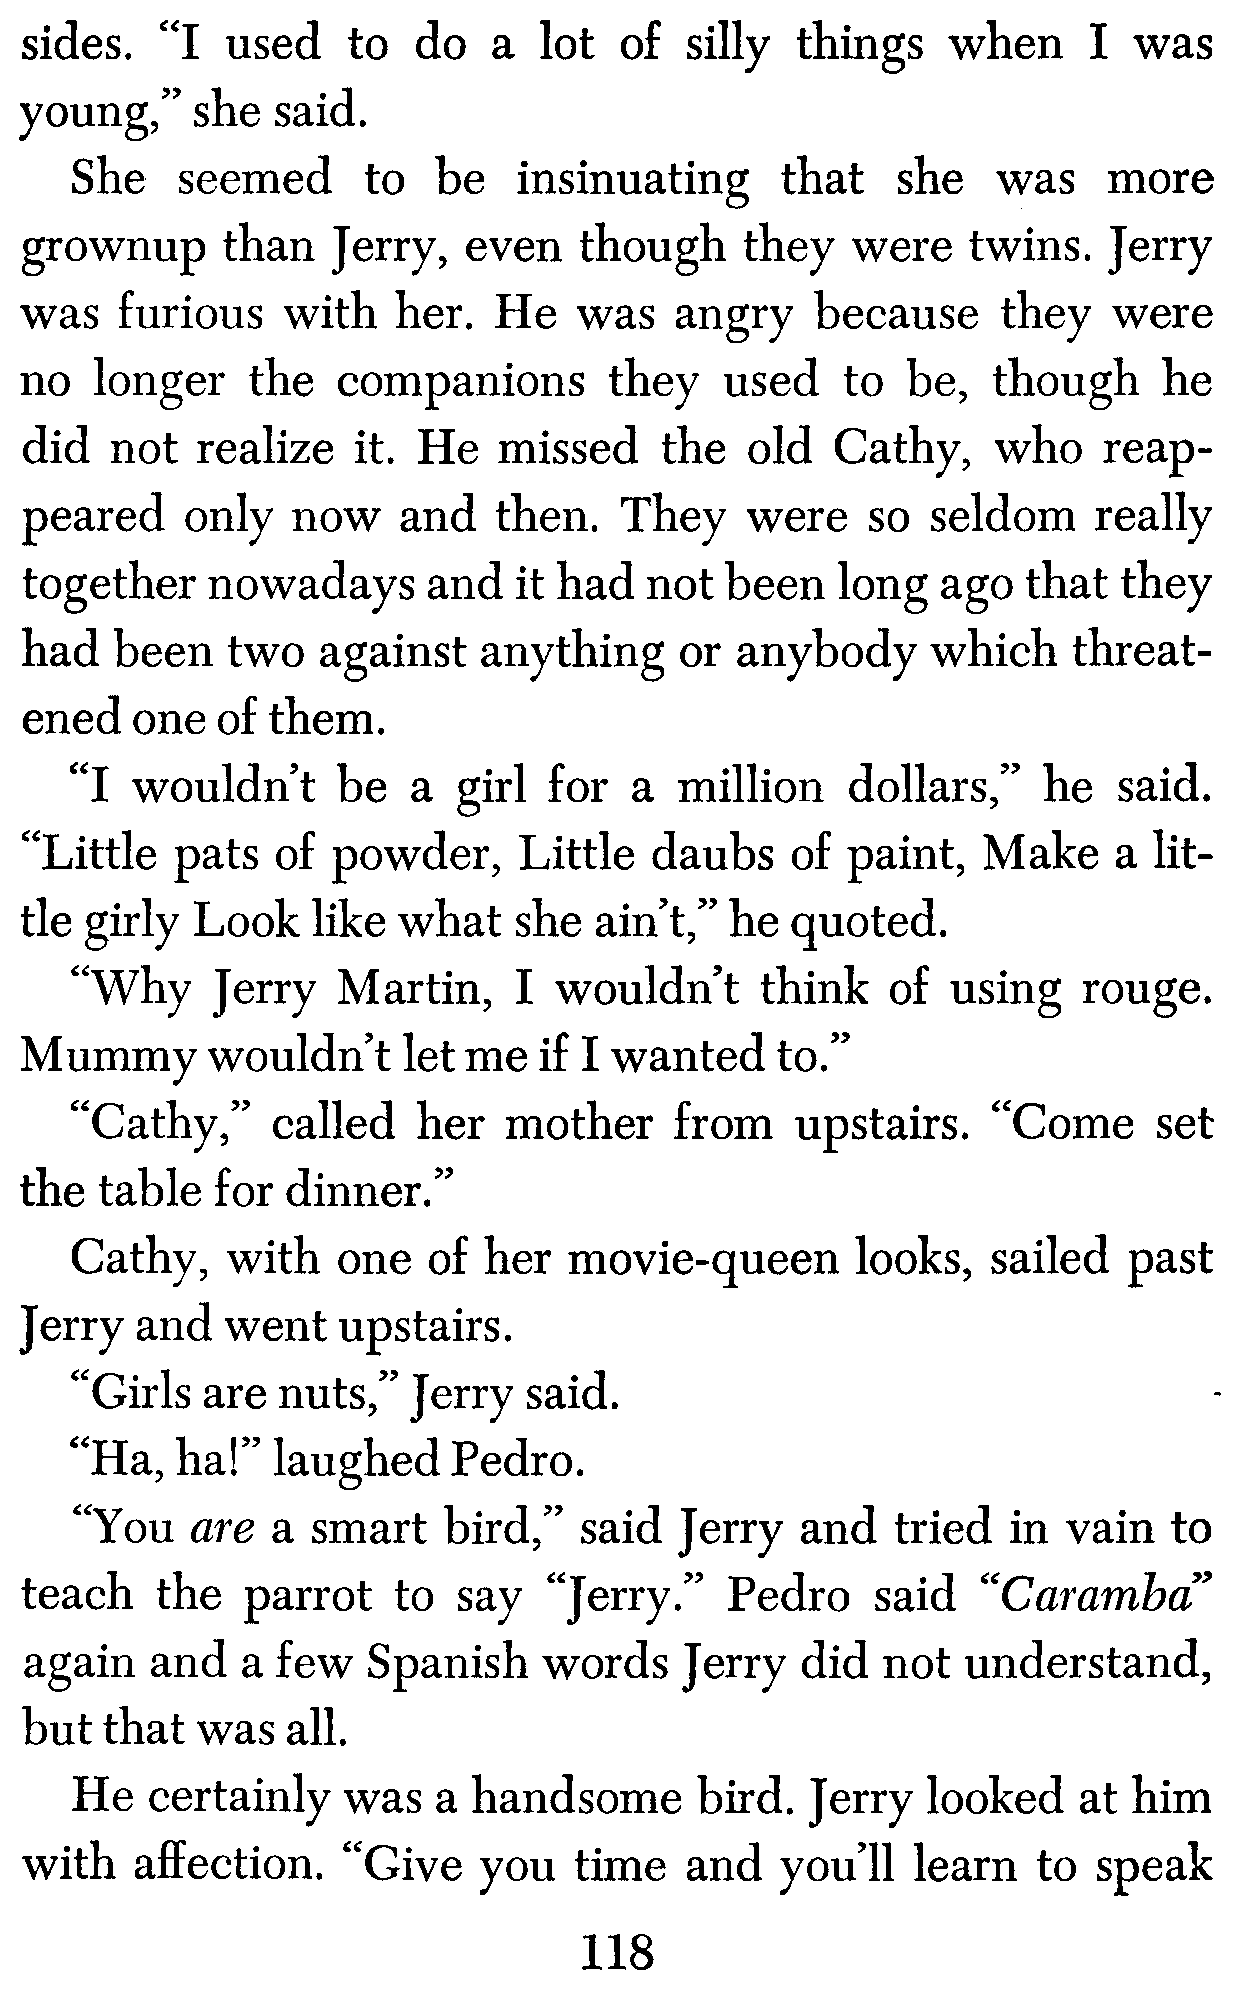 sides. “I used to do a lot of silly things when I was
young,” she said.
She seemed to be insinuating that she was more
grownup than Jerry, even though they were twins. Jerry
was furious with her. He was angry because they were
no longer the companions they used to be, though he
did not realize it. He missed the old Cathy, who reap-
peared only now and then. They were so seldom really
together nowadays and it had not been long ago that they
had been two against anything or anybody which threat-
ened one of them.
“I wouldn’t be a girl for a million dollars,” he said.
“Little pats of powder, Little daubs of paint, Make a lit-
tle girly Look like what she ain’t,” he quoted.
“Why Jerry Martin, I wouldn’t think of using rouge.
Mummy wouldn’t let me if I wanted to.”
“Cathy,” called her mother from upstairs. “Come set
the table for dinner.”
Cathy, with one of her movie-queen looks, sailed past
Jerry and went upstairs.
“Girls are nuts,” Jerry said.
“Ha, ha!” laughed Pedro.
“You are a smart bird,” said Jerry and tried in vain to
teach the parrot to say “Jerry.” Pedro said “Caramba”
again and a few Spanish words Jerry did not understand,
but that was all.
He certainly was a handsome bird. Jerry looked at him
with affection. “Give you time and you’ll learn to speak
118